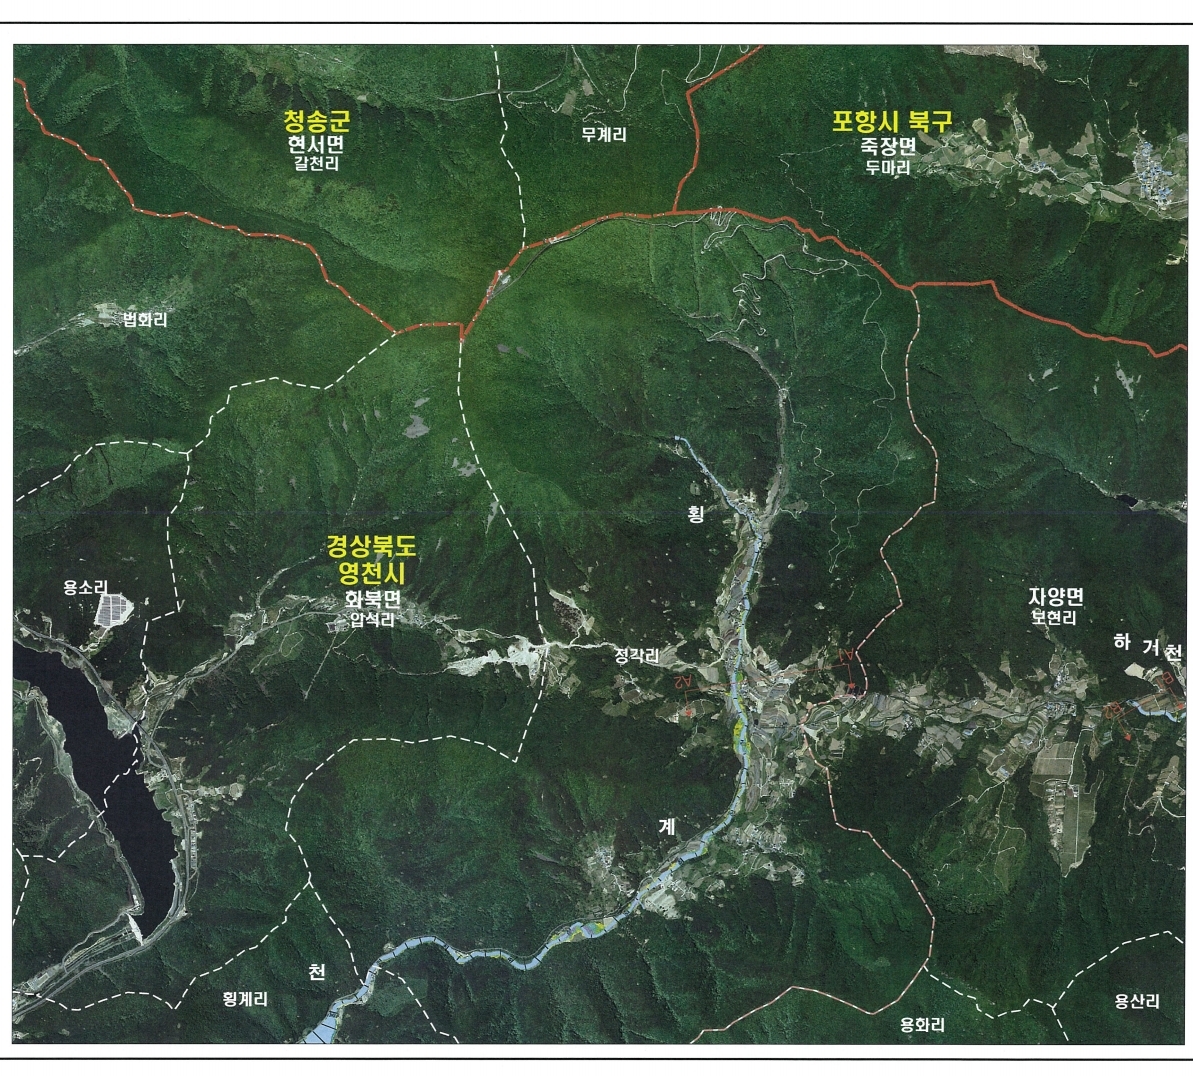 청송군
현서면
갈천리
무계리
포항시 북구
죽장면
두마리
법화리
횡
경상북도
영천시
화북면
입석리
용소리
정각리
자양면
보현리
하 거 천
A1
A2
계
천
횡계리
용화리
용산리